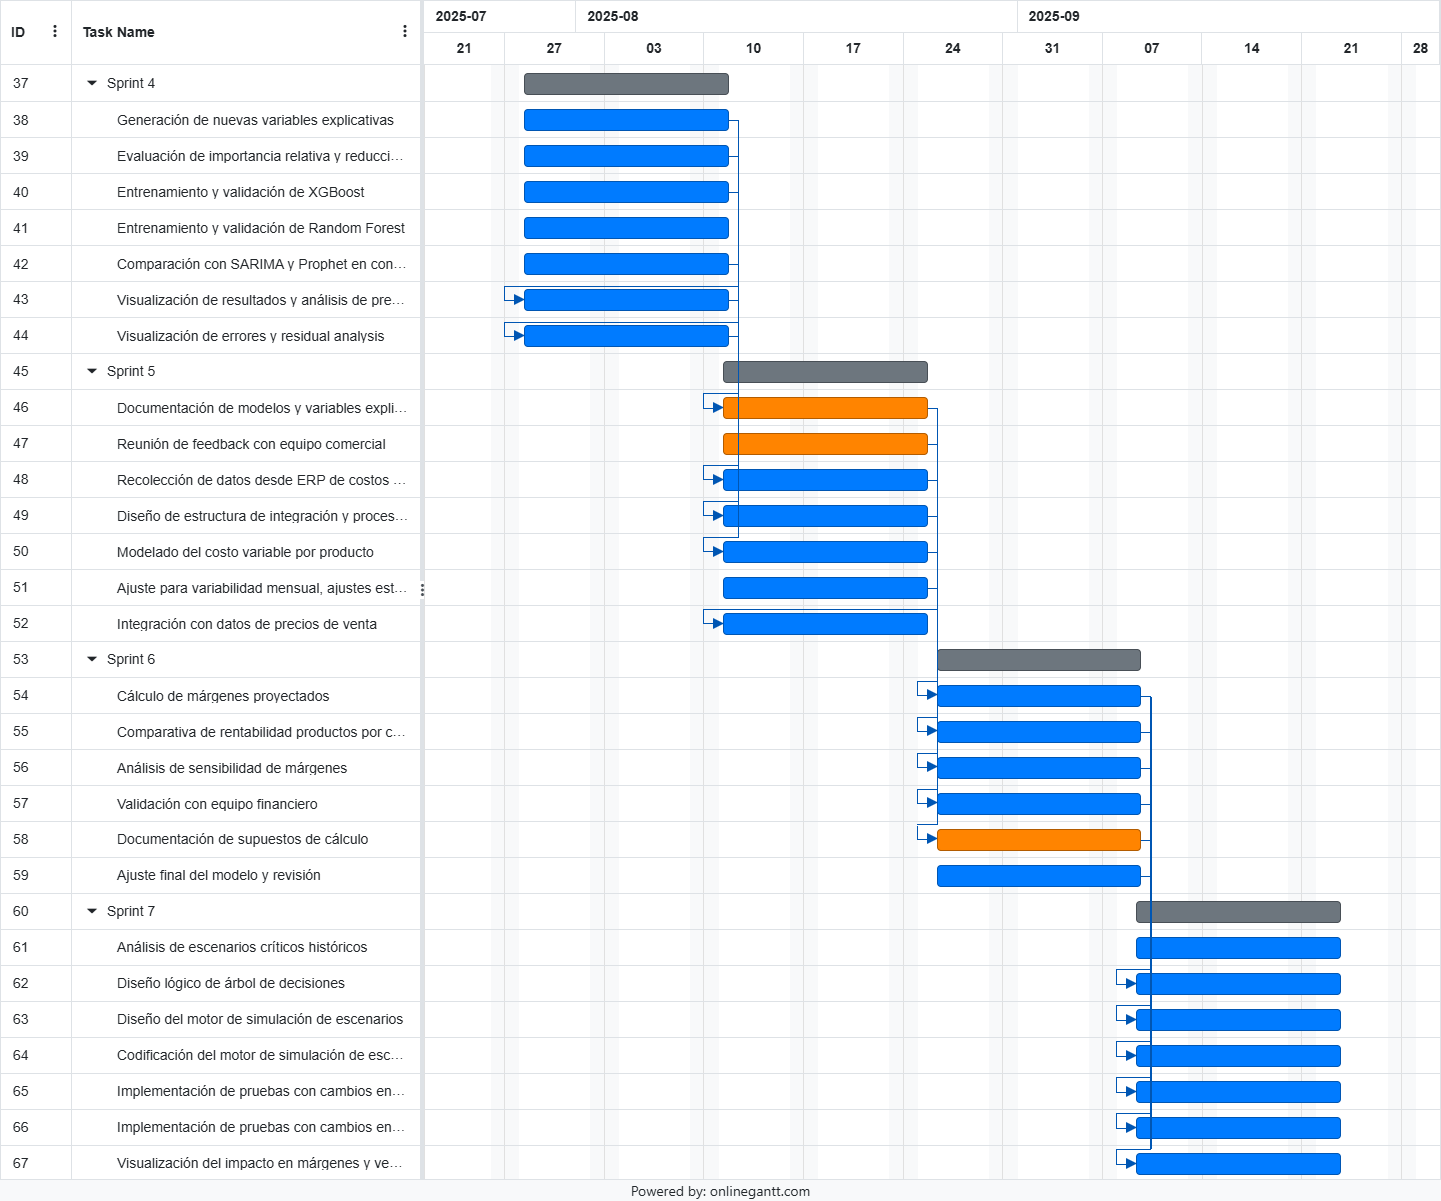 2025-07 2025-08 2025-09
ID Task Name
21 27 03 10 17 24 31 07 14 21 28
37 Sprint 4
38 Generación de nuevas variables explicativas
39 Evaluación de importancia relativa y reducci...
40 Entrenamiento y validación de XGBoost
41 Entrenamiento y validación de Random Forest
42 Comparación con SARIMA y Prophet en con...
43 Visualización de resultados y análisis de pre...
44 Visualización de errores y residual analysis
45 Sprint 5
46 Documentación de modelos y variables expli...
47 Reunión de feedback con equipo comercial
48 Recolección de datos desde ERP de costos ...
49 Diseño de estructura de integración y proces...
50 Modelado del costo variable por producto
51 Ajuste para variabilidad mensual, ajustes est...
52 Integración con datos de precios de venta
53 Sprint 6
54 Cálculo de márgenes proyectados
55 Comparativa de rentabilidad productos por c...
56 Análisis de sensibilidad de márgenes
57 Validación con equipo financiero
58 Documentación de supuestos de cálculo
59 Ajuste final del modelo y revisión
60 Sprint 7
61 Análisis de escenarios críticos históricos
62 Diseño lógico de árbol de decisiones
63 Diseño del motor de simulación de escenarios
64 Codificación del motor de simulación de esc...
65 Implementación de pruebas con cambios en...
66 Implementación de pruebas con cambios en...
67 Visualización del impacto en márgenes y ve...
Powered by: onlinegantt.com